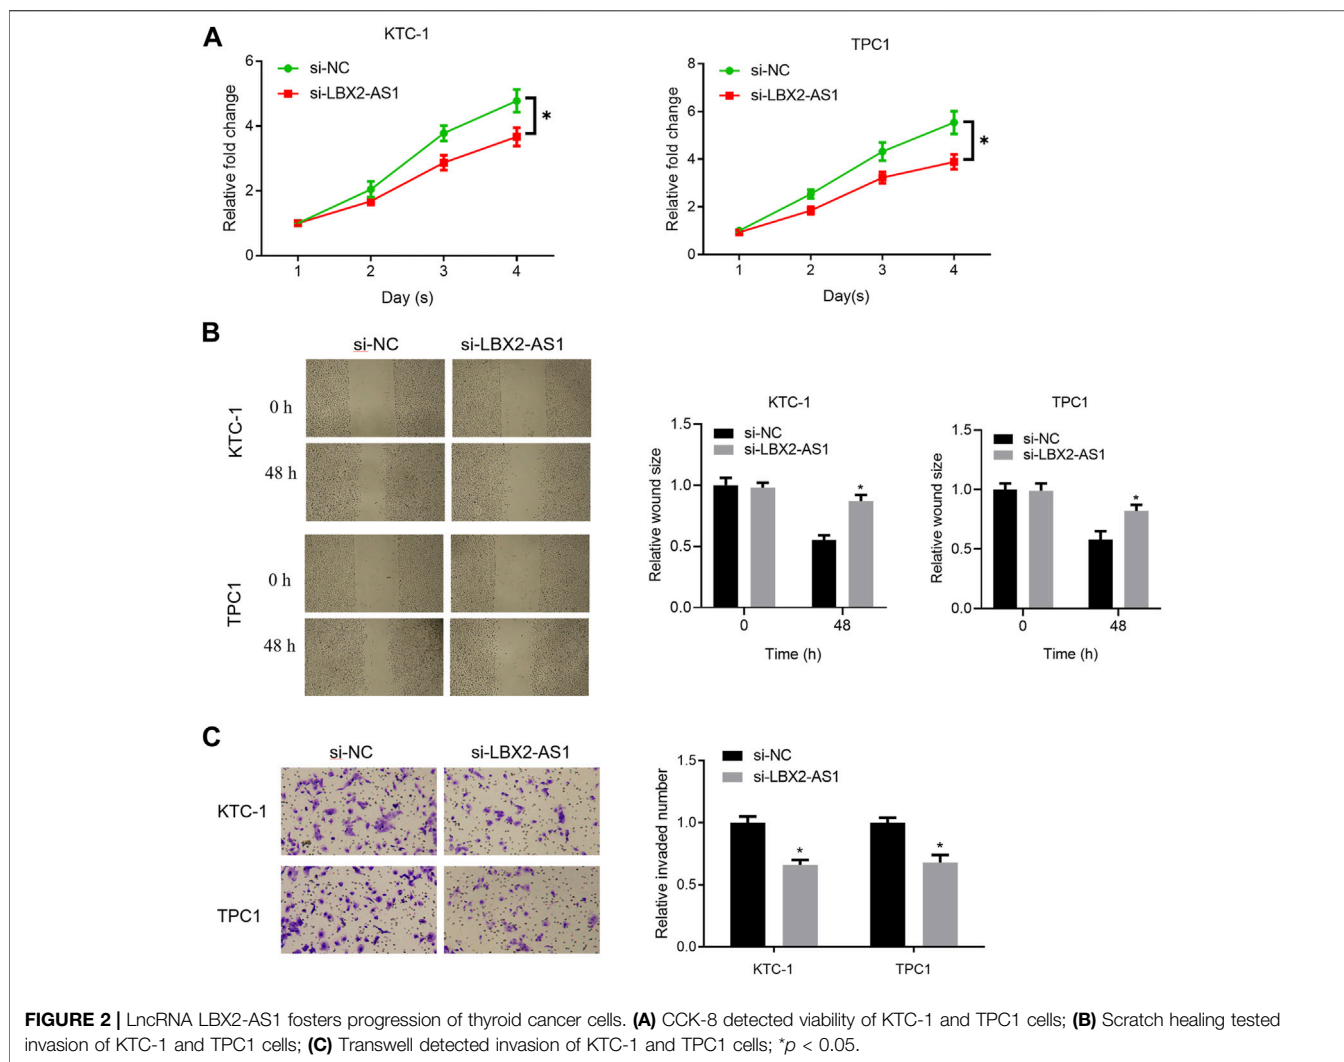 A
KTC-1
6
4
2
0
Relative fold change
si-NC
si-LBX2-AS1
*
1 2 3 4
Day (s)
TPC1
8
6
4
2
0
Relative fold change
si-NC
si-LBX2-AS1
*
1 2 3 4
Day(s)
B
si-NC si-LBX2-AS1
KTC-1
0 h
48 h
TPC1
0 h
48 h
KTC-1
1.5
1.0
0.5
0.0
Relative wound size
si-NC
si-LBX2-AS1
*
0 48
Time (h)
TPC1
1.5
1.0
0.5
0.0
Relative wound size
si-NC
si-LBX2-AS1
*
0 48
Time (h)
C
si-NC si-LBX2-AS1
KTC-1
TPC1
1.5
1.0
0.5
0.0
Relative invaded number
si-NC
si-LBX2-AS1
* *
KTC-1 TPC1
FIGURE 2 | LncRNA LBX2-AS1 fosters progression of thyroid cancer cells. (A) CCK-8 detected viability of KTC-1 and TPC1 cells; (B) Scratch healing tested
invasion of KTC-1 and TPC1 cells; (C) Transwell detected invasion of KTC-1 and TPC1 cells; *p < 0.05.